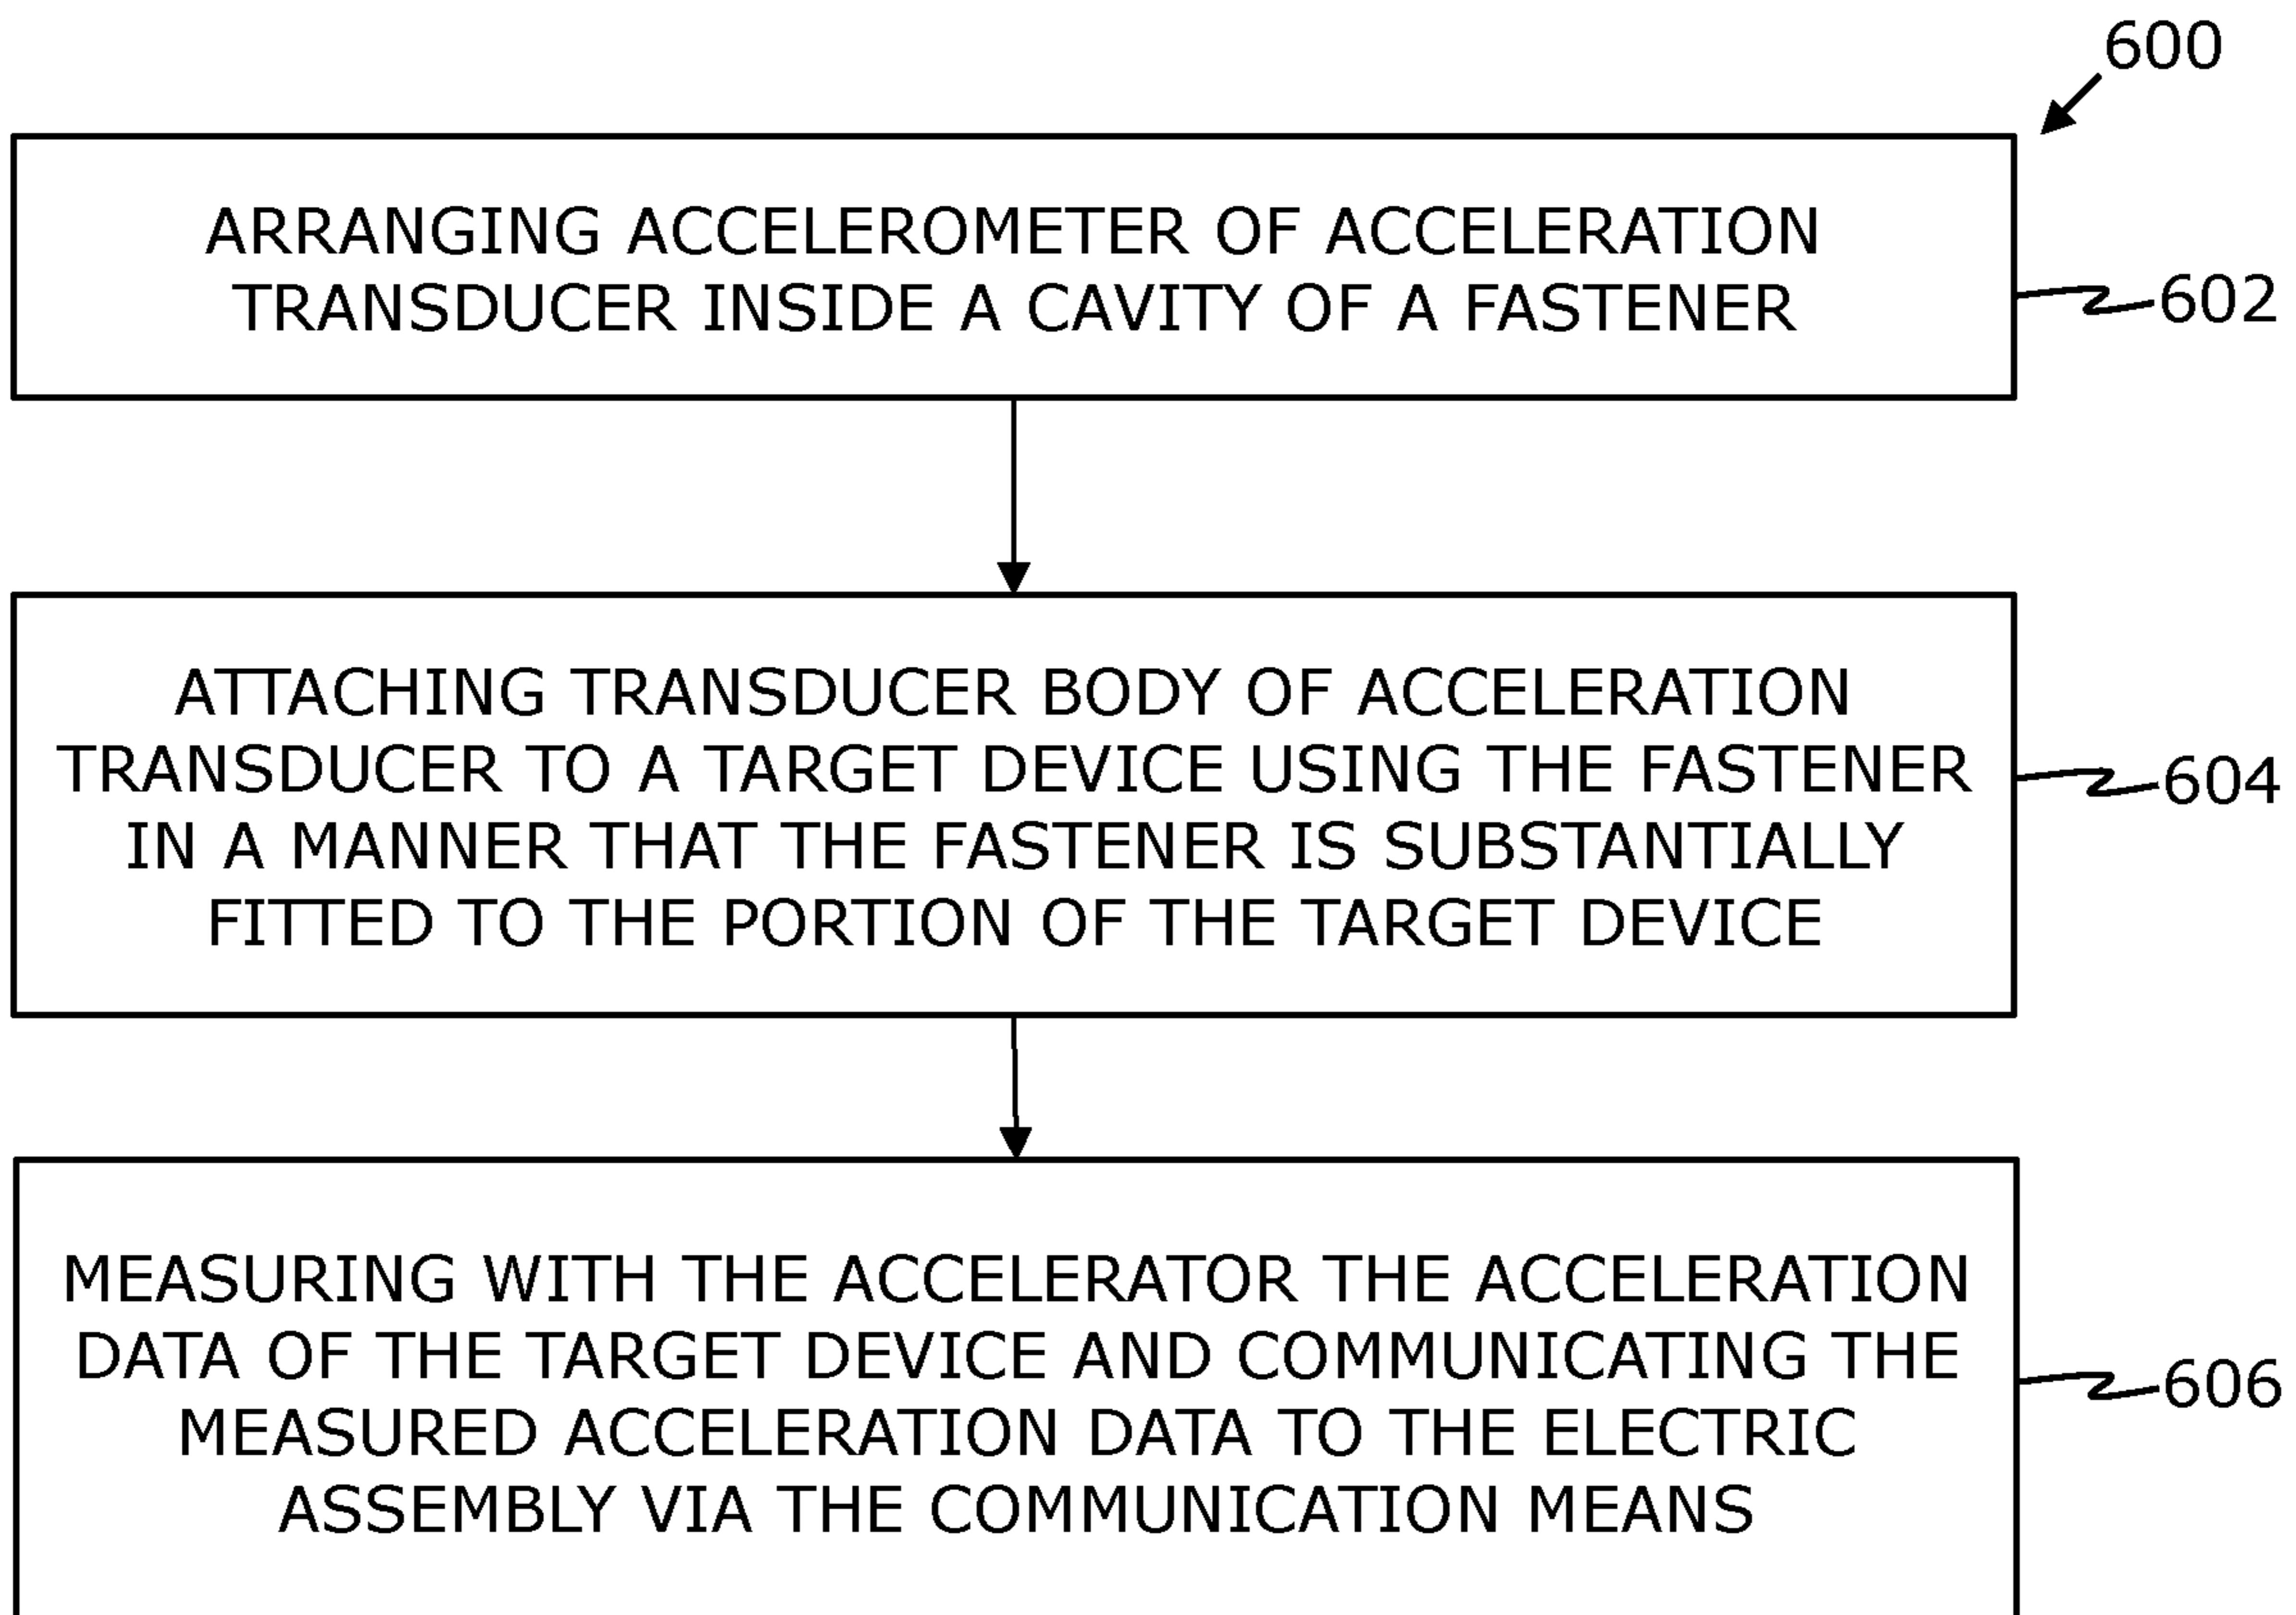 600
ARRANGING ACCELEROMETER OF ACCELERATION
TRANSDUCER INSIDE A CAVITY OF A FASTENER
602
ATTACHING TRANSDUCER BODY OF ACCELERATION
TRANSDUCER TO A TARGET DEVICE USING THE FASTENER
IN A MANNER THAT THE FASTENER IS SUBSTANTIALLY
FITTED TO THE PORTION OF THE TARGET DEVICE
604
MEASURING WITH THE ACCELERATOR THE ACCELERATION
DATA OF THE TARGET DEVICE AND COMMUNICATING THE
MEASURED ACCELERATION DATA TO THE ELECTRIC
ASSEMBLY VIA THE COMMUNICATION MEANS
606